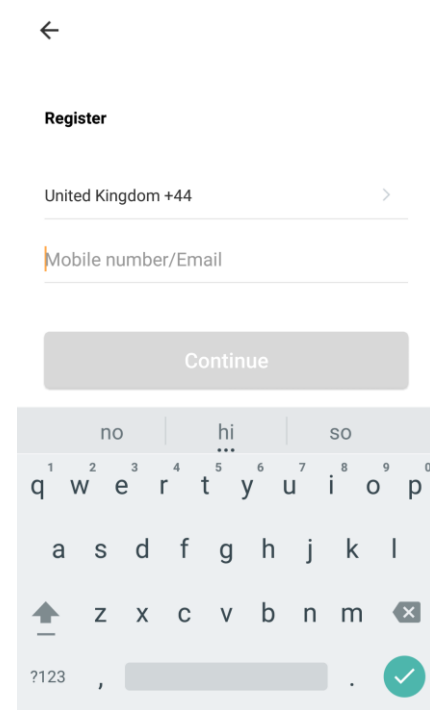 Register
United Kingdom +44
Mobile number/Email
Continue
no hi so
1 2 3 4 5 6 7 8 9 0
q w e r t y u i o p
a s d f g h j k l
z x c v b n m
?123 , .